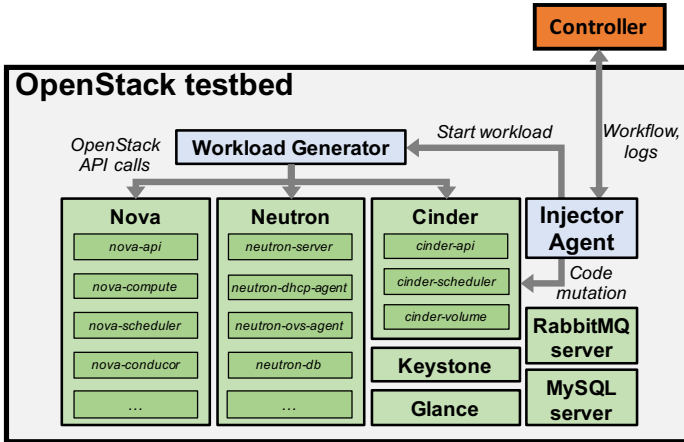 Controller
OpenStack testbed
OpenStack
API calls
Workload Generator
Start workload
Workflow,
logs
Nova
nova-api
nova-compute
nova-scheduler
nova-conducor
...
Neutron
neutron-server
neutron-dhcp-agent
neutron-ovs-agent
neutron-db
...
Cinder
cinder-api
cinder-scheduler
cinder-volume
Keystone
Glance
Injector
Agent
Code
mutation
RabbitMQ
server
MySQL
server